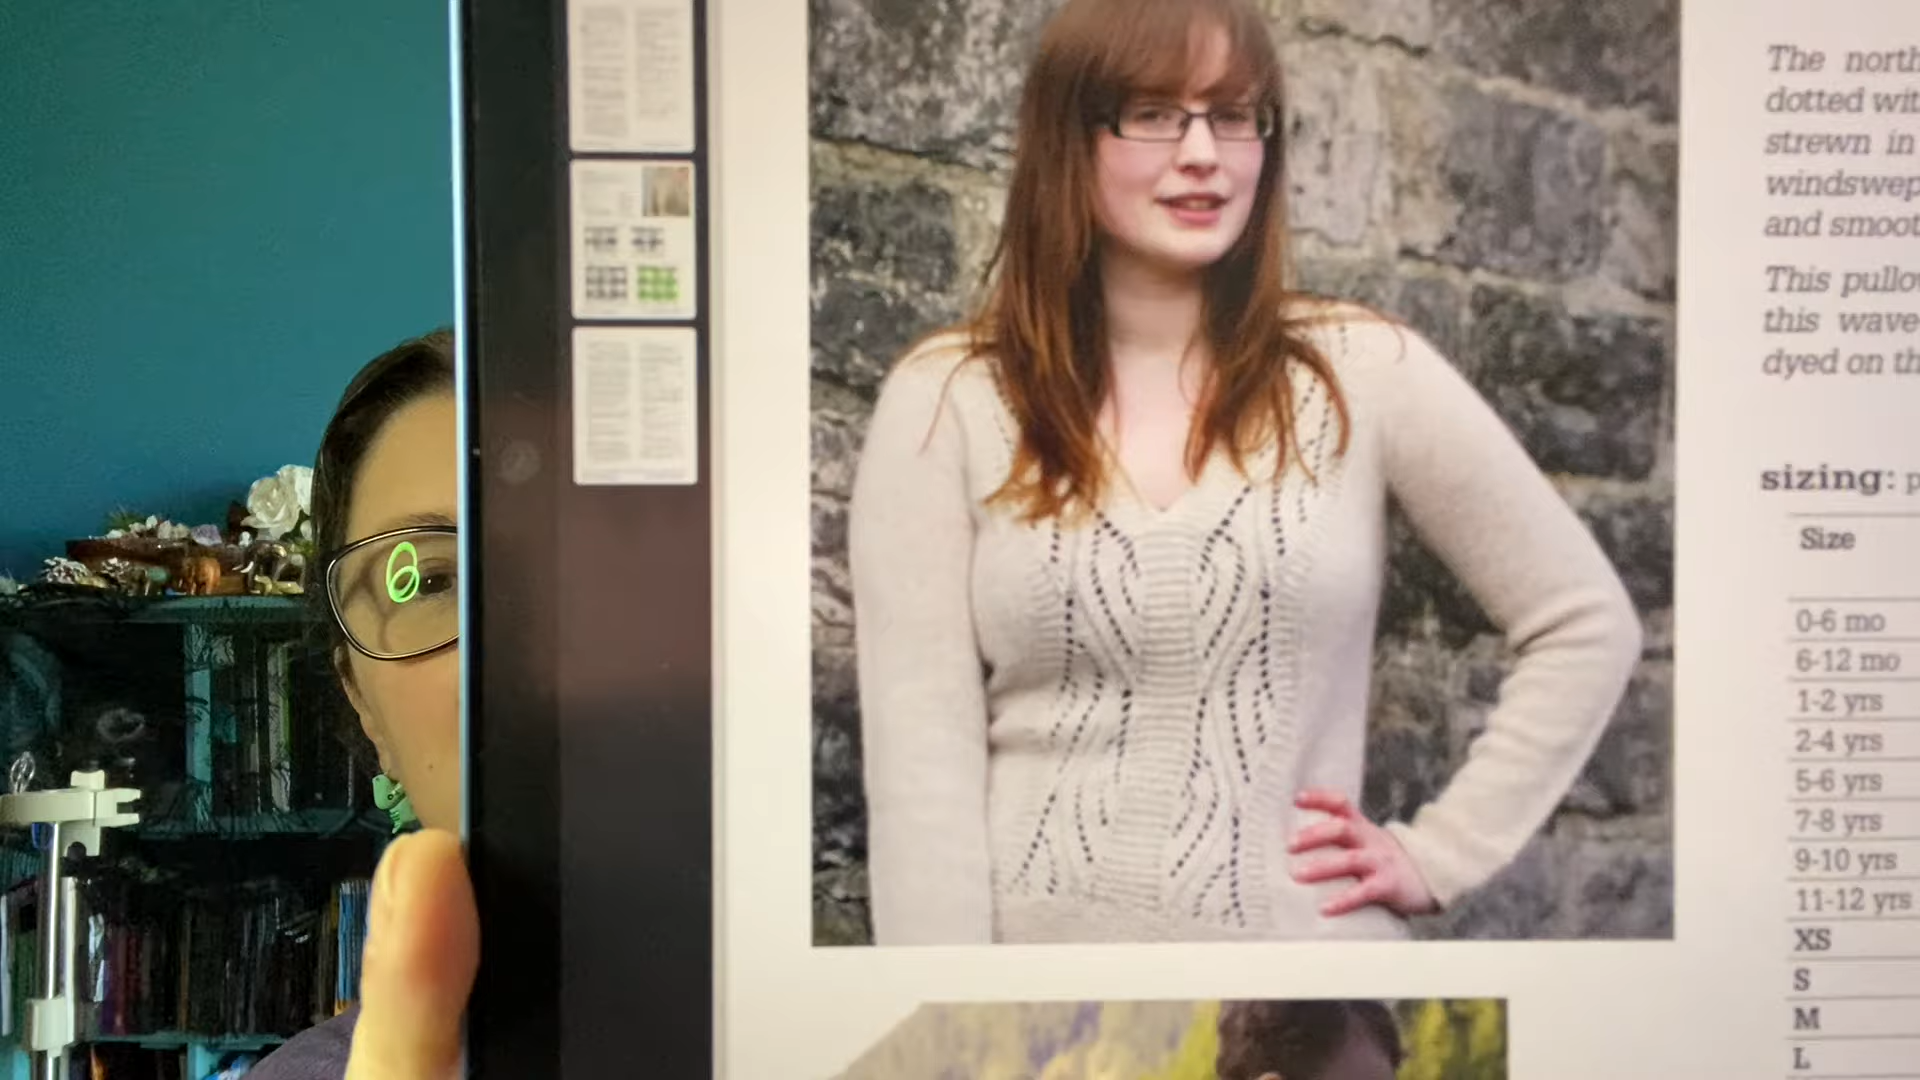 The north
dotted wit
strewn in
windswep
and smoot
This pullov
this wave
dyed on th
sizing: p
Size
0-6 mo
6-12 mo
1-2 yrs
2-4 yrs
5-6 yrs
7-8 yrs
9-10 yrs
11-12 yrs
XS
S
M
L